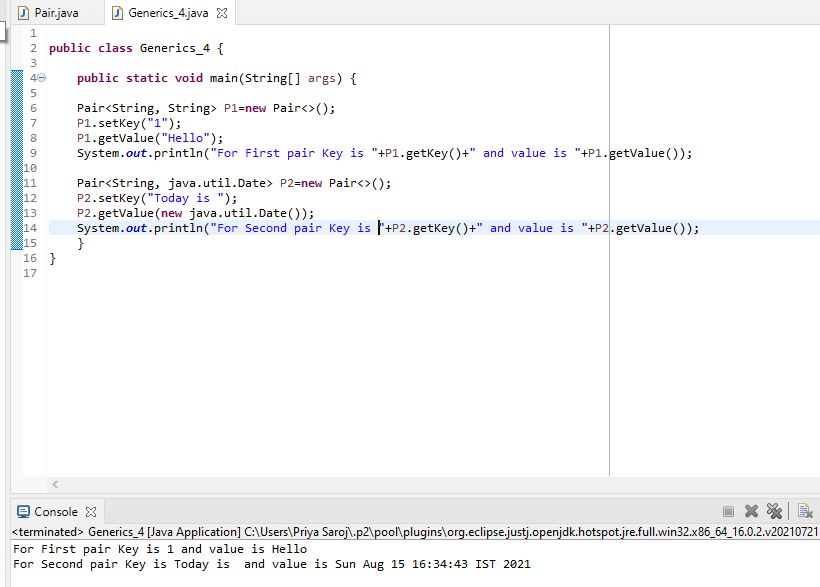 Pair.java
Generics_4.java
1
2 public class Generics_4 {
3
4 public static void main(String[] args) {
5
6 Pair<String, String> P1=new Pair<>();
7 P1.setKey("1");
8 P1.getValue("Hello");
9 System.out.println("For First pair Key is "+P1.getKey()+" and value is "+P1.getValue());
10
11 Pair<String, java.util.Date> P2=new Pair<>();
12 P2.setKey("Today is ");
13 P2.getValue(new java.util.Date());
14 System.out.println("For Second pair Key is "+P2.getKey()+" and value is "+P2.getValue());
15 }
16 }
17
Console
<terminated> Generics_4 [Java Application] C:\Users\Priya Saroj\.p2\pool\plugins\org.eclipse.justj.openjdk.hotspot.jre.full.win32.x86_64_16.0.2.v20210721
For First pair Key is 1 and value is Hello
For Second pair Key is Today is  and value is Sun Aug 15 16:34:43 IST 2021